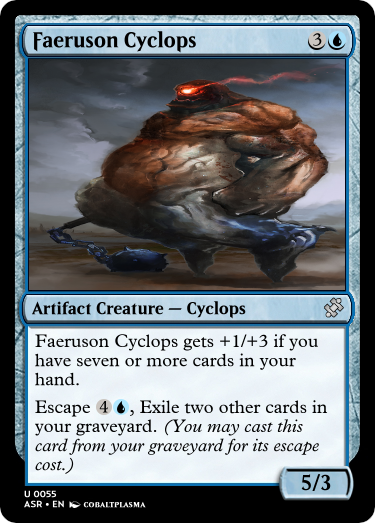 Faeruson Cyclops 3
Artifact Creature — Cyclops
Faeruson Cyclops gets +1/+3 if you
have seven or more cards in your
hand.
Escape 4, Exile two other cards in
your graveyard. (You may cast this
card from your graveyard for its escape
cost.)
5/3
U 0055
ASR • EN COBALTPLASMA